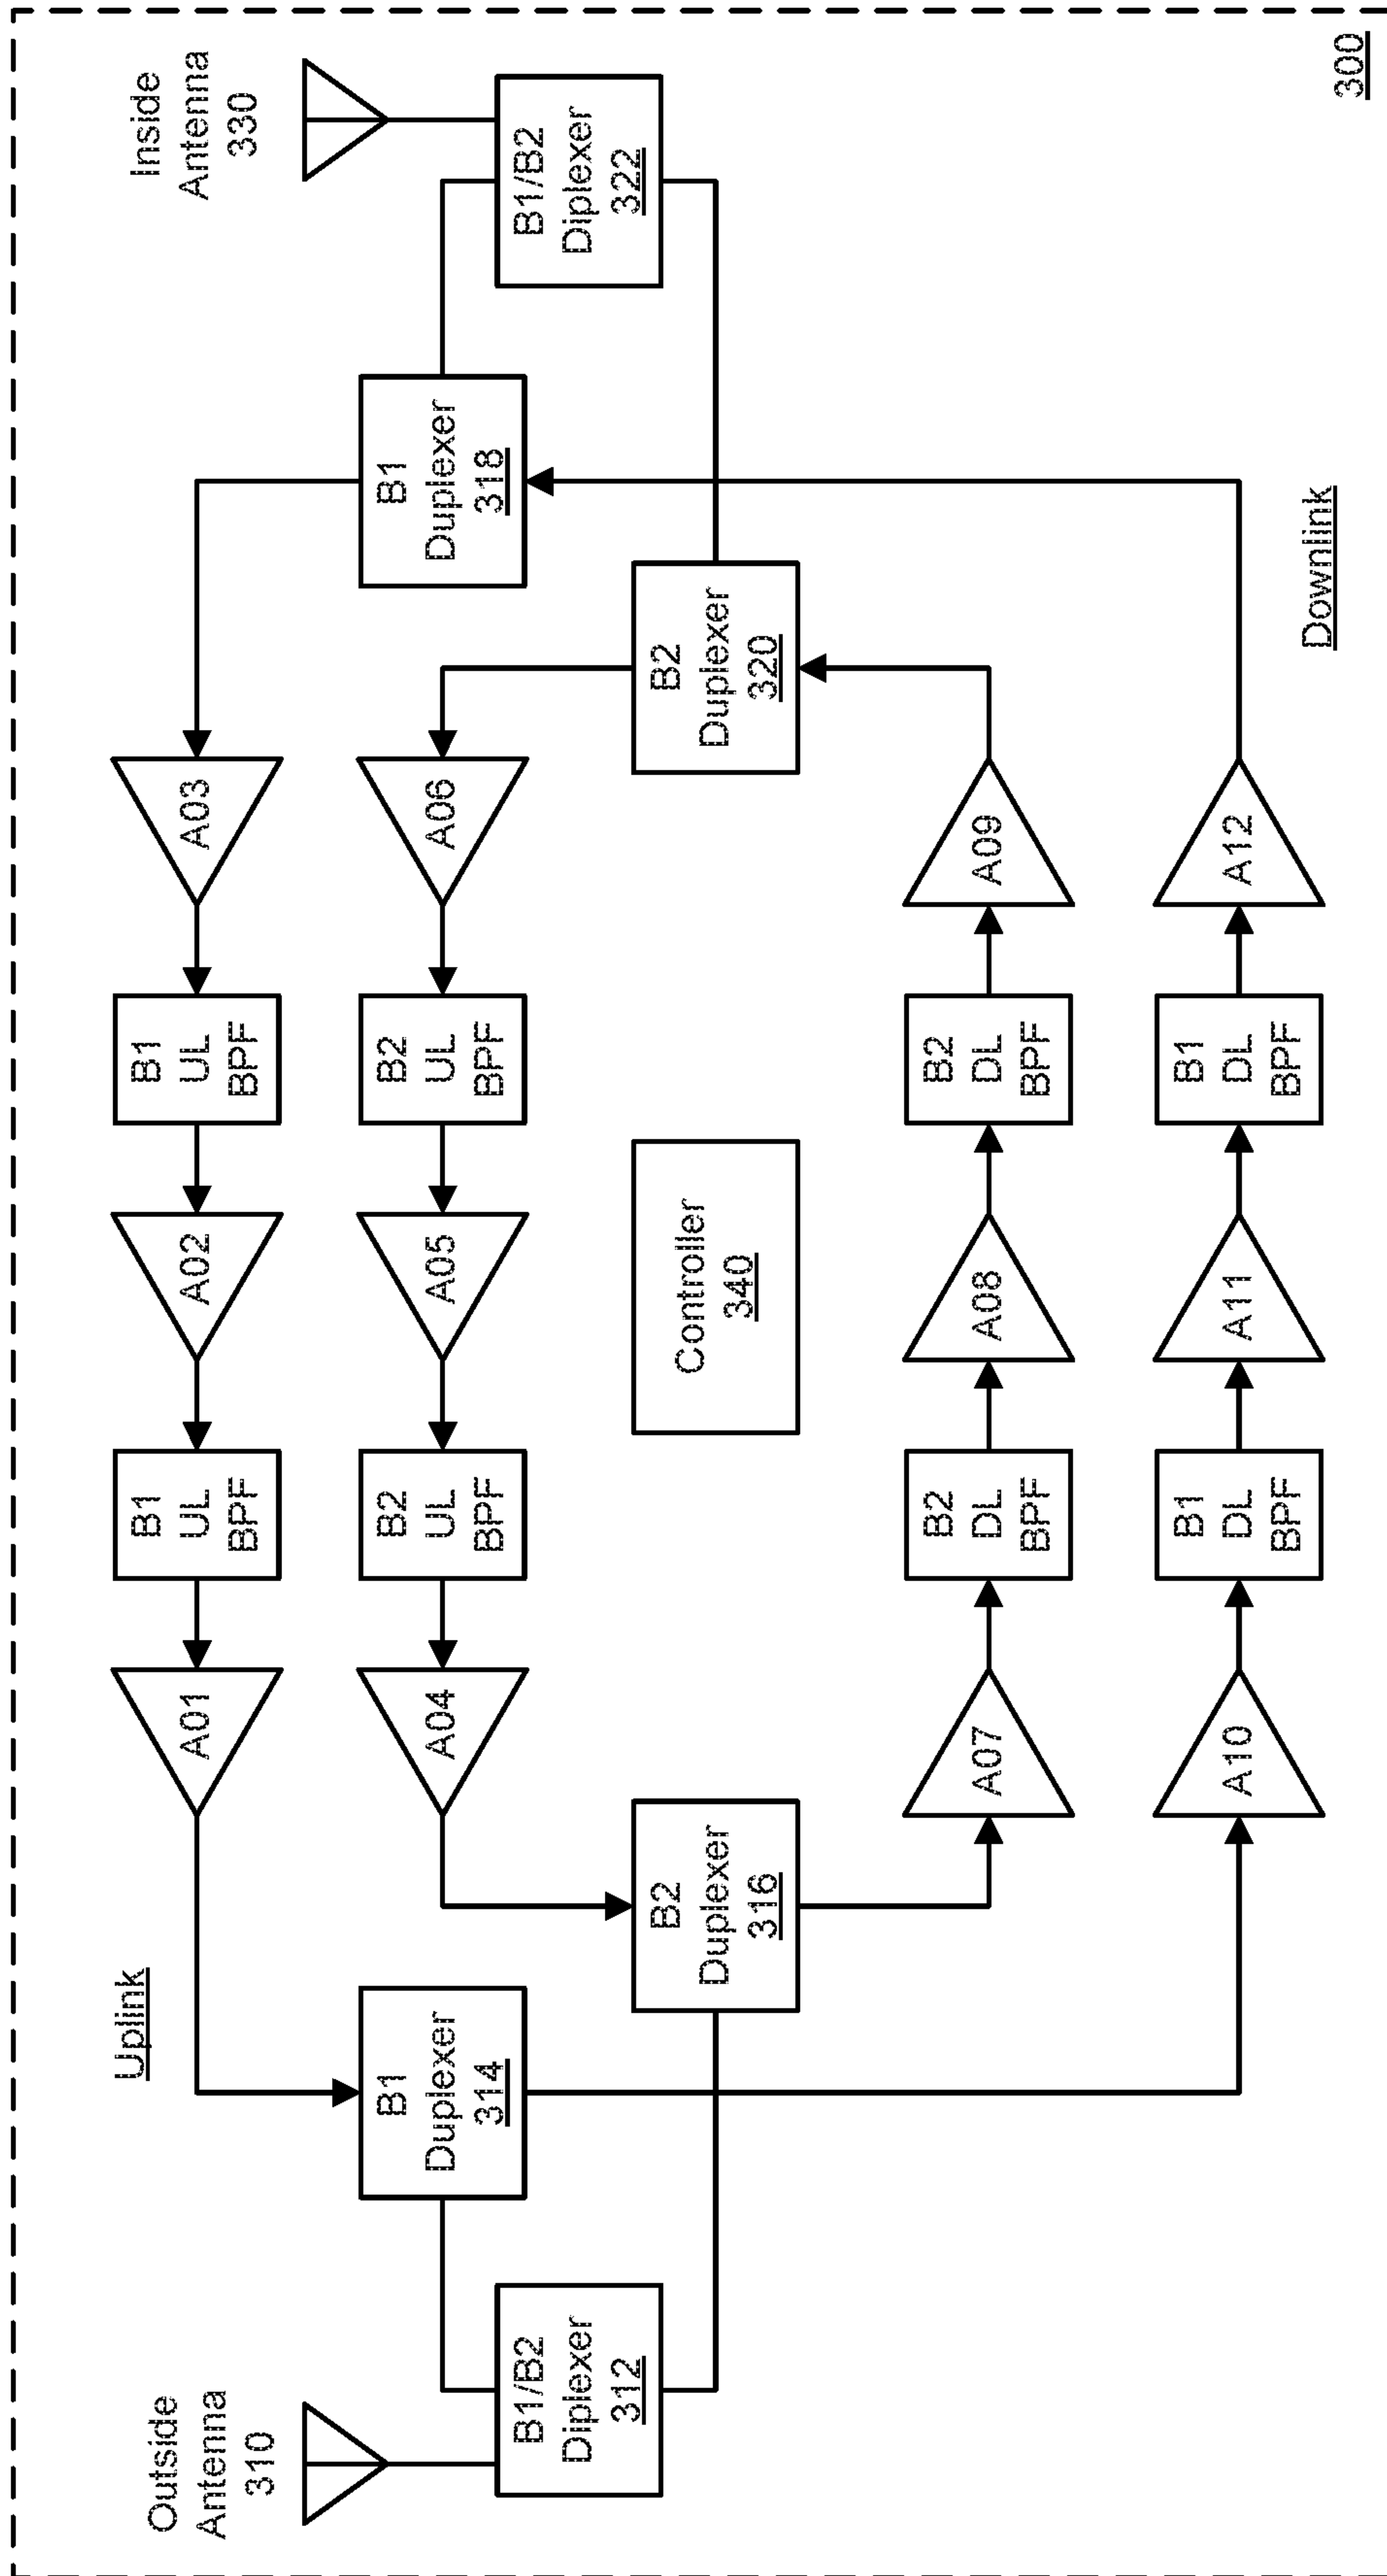 Outside
Antenna
310
Uplink
Inside
Antenna
330
A01
B1
UL
BPF
A02
B1
UL
BPF
A03
B1/B2
Diplexer
312
B1
Duplexer
314
A04
B2
UL
BPF
A05
B2
UL
BPF
A06
B1
Duplexer
318
B1/B2
Diplexer
322
B2
Duplexer
316
Controller
340
B2
Duplexer
320
A07
B2
DL
BPF
A08
B2
DL
BPF
A09
A10
B1
DL
BPF
A11
B1
DL
BPF
A12
Downlink
300